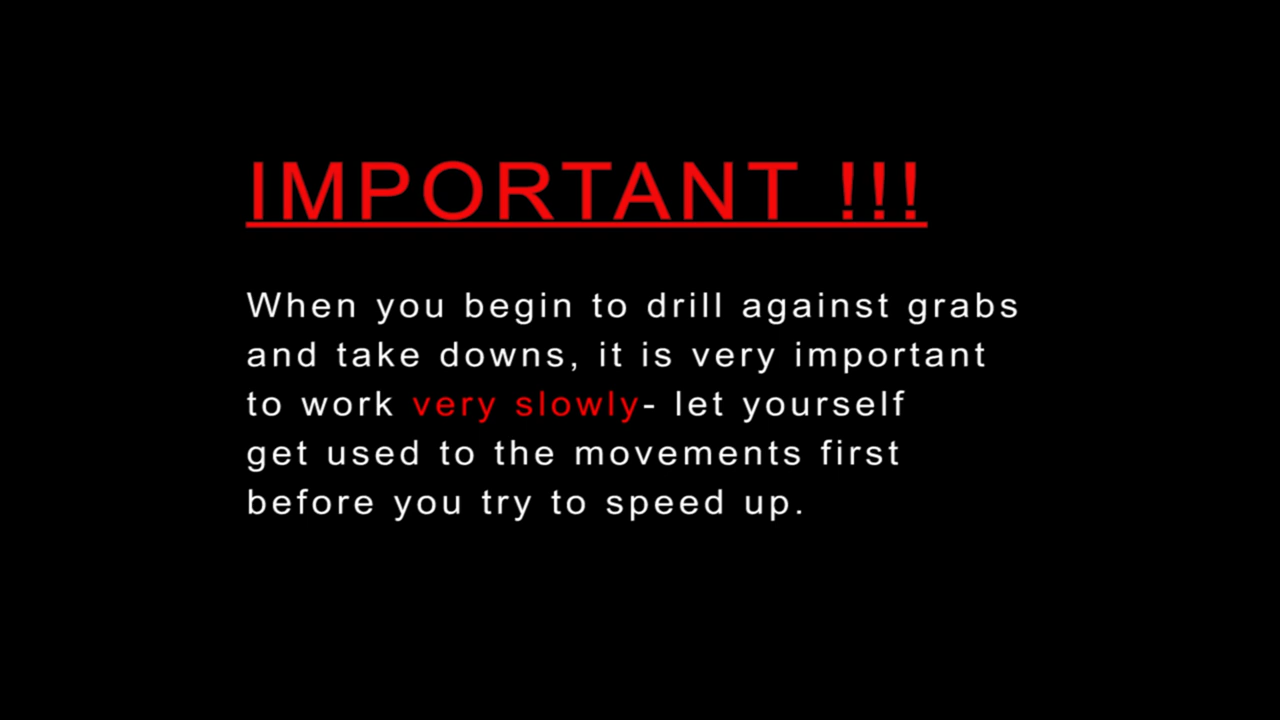 IMPORTANT !!!
When you begin to drill against grabs
and take downs, it is very important
to work very slowly- let yourself
get used to the movements first
before you try to speed up.